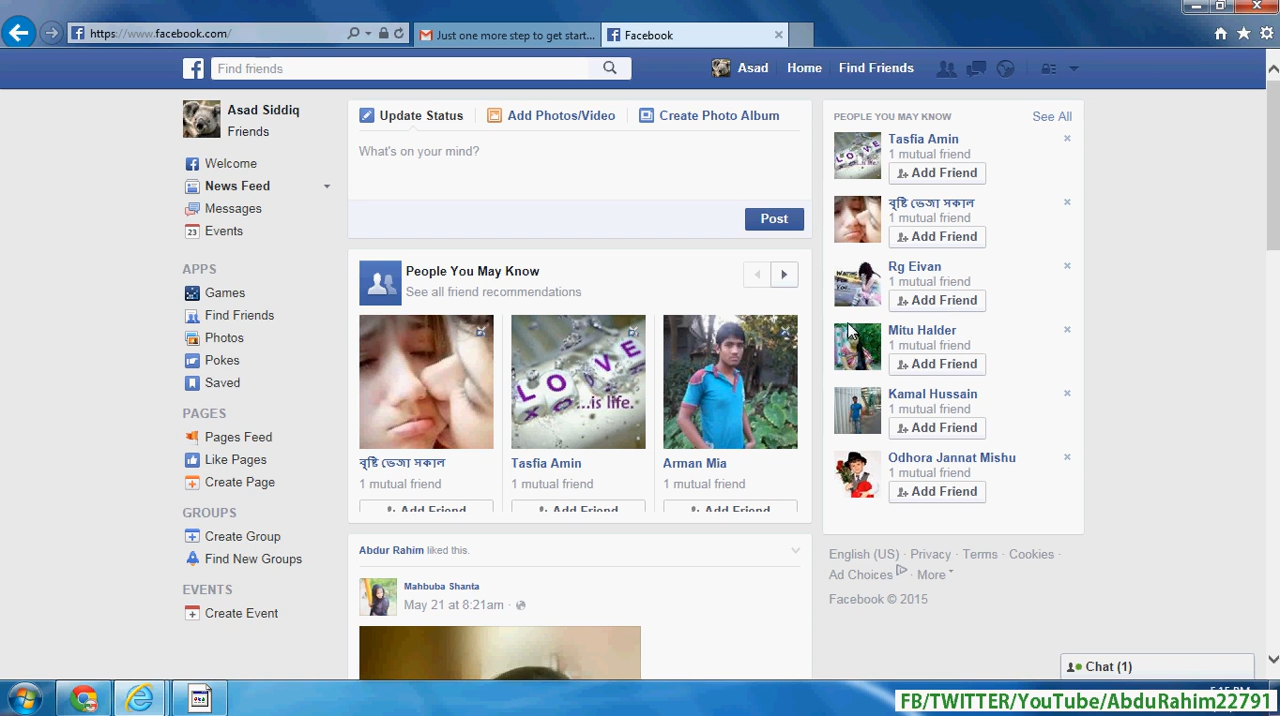 https://www.facebook.com/
Just one more step to get start...
Facebook
Find friends
Asad
Home
Find Friends
Asad Siddiq
Friends
Welcome
News Feed
Messages
23 Events
APPS
Games
Find Friends
Photos
Pokes
Saved
PAGES
Pages Feed
Like Pages
Create Page
GROUPS
Create Group
Find New Groups
EVENTS
Create Event
Update Status
Add Photos/Video
Create Photo Album
What's on your mind?
Post
People You May Know
See all friend recommendations
LOVE
...is life.
বৃষ্টি ভেজা সকাল
1 mutual friend
Add Friend
Tasfia Amin
1 mutual friend
Add Friend
Arman Mia
1 mutual friend
Add Friend
Abdur Rahim liked this.
Mahbuba Shanta
May 21 at 8:21am ·
PEOPLE YOU MAY KNOW
See All
Tasfia Amin
1 mutual friend
Add Friend
বৃষ্টি ভেজা সকাল
1 mutual friend
Add Friend
Rg Eivan
1 mutual friend
Add Friend
Mitu Halder
1 mutual friend
Add Friend
Kamal Hussain
1 mutual friend
Add Friend
Odhora Jannat Mishu
1 mutual friend
Add Friend
English (US) · Privacy · Terms · Cookies ·
Ad Choices · More
Facebook © 2015
Chat (1)
FB/TWITTER/YouTube/AbduRahim22791